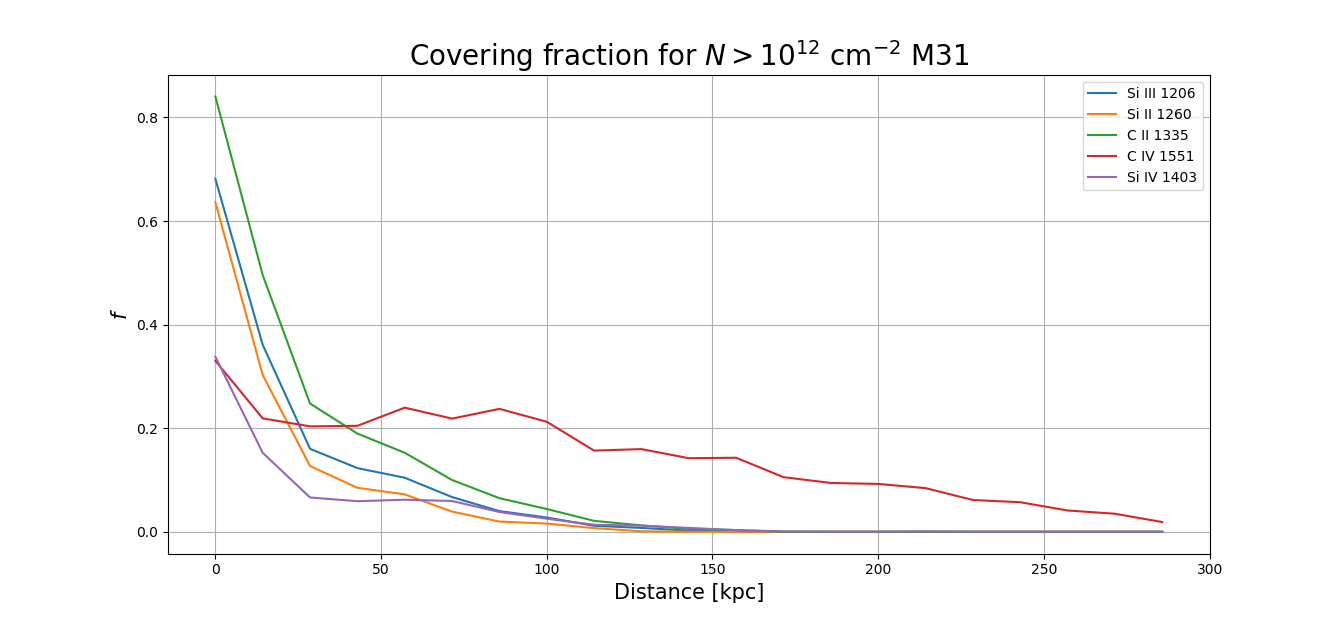 Covering fraction for N > 10¹² cm⁻² M31
Si III 1206
Si II 1260
C II 1335
C IV 1551
Si IV 1403
0.8
0.6
0.4
0.2
0.0
f
0 50 100 150 200 250 300
Distance [kpc]